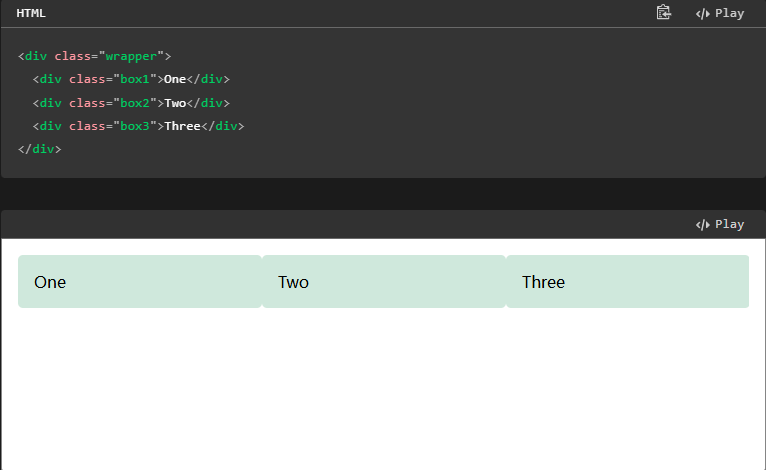 HTML
Play
<div class="wrapper">
<div class="box1">One</div>
<div class="box2">Two</div>
<div class="box3">Three</div>
</div>
Play
One Two Three